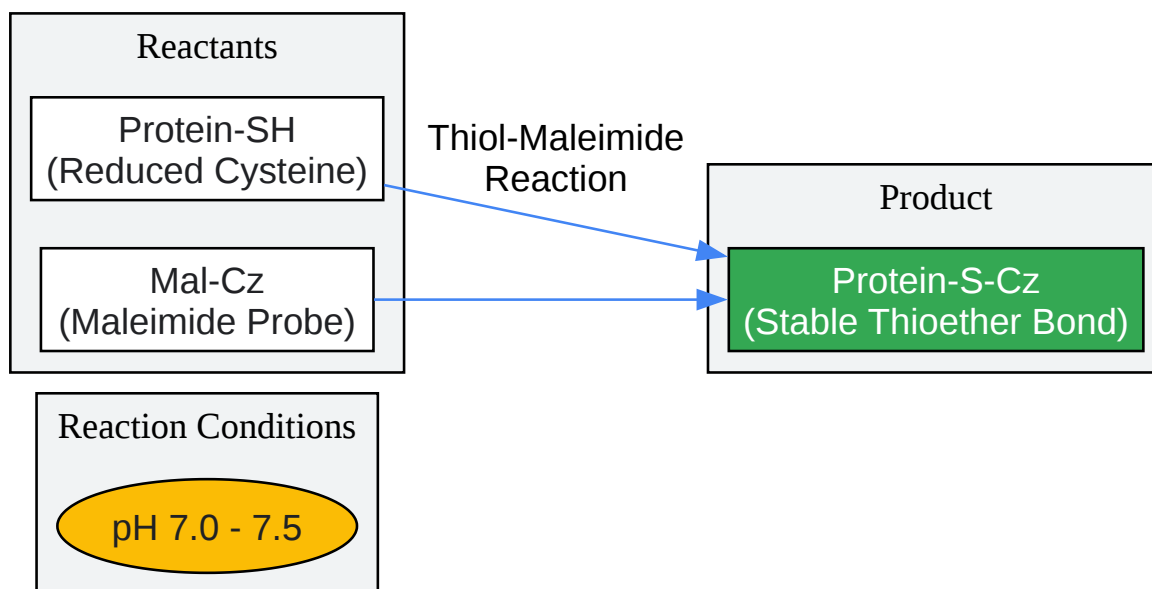 Reactants
Protein-SH
(Reduced Cysteine)
Mal-Cz
(Maleimide Probe)
Thiol-Maleimide
Reaction
Product
Protein-S-Cz
(Stable Thioether Bond)
Reaction Conditions
pH 7.0 - 7.5